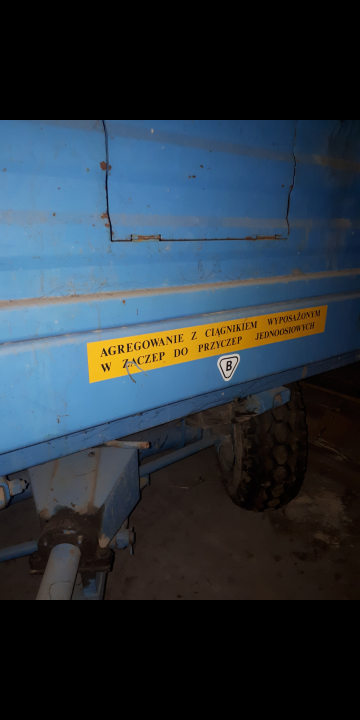 AGREGOWANIE Z CIĄGNIKIEM WYPOSAŻONYM
W ZACZEP DO PRZYCZEP JEDNOOSIOWYCH
B